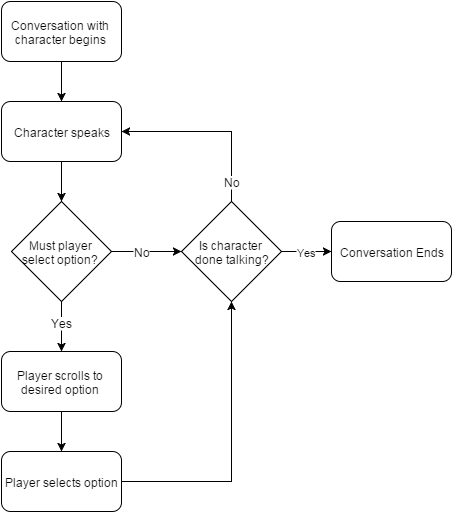 Conversation with
character begins
Character speaks
No
Must player
select option?
No
Is character
done talking?
Yes
Conversation Ends
Yes
Player scrolls to
desired option
Player selects option